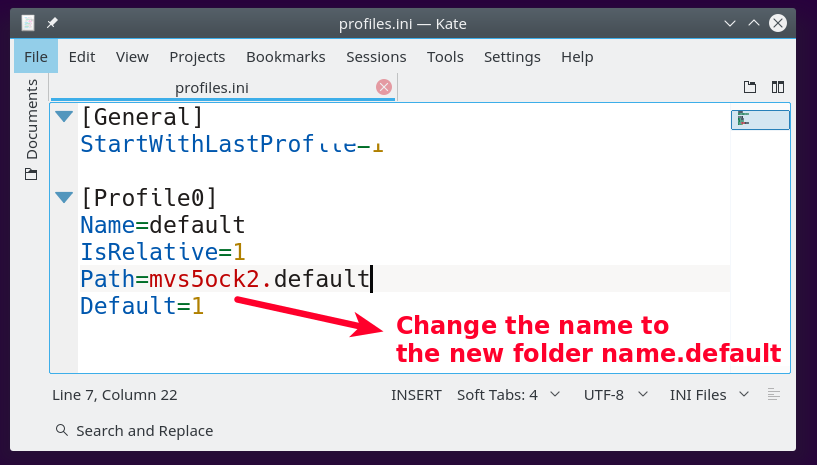 profiles.ini — Kate
File Edit View Projects Bookmarks Sessions Tools Settings Help
profiles.ini
Documents
[General]
[Profile0]
Name=default
IsRelative=1
Path=mvs5ock2.default
Default=1
Change the name to
the new folder name.default
Line 7, Column 22 INSERT Soft Tabs: 4 UTF-8 INI Files
Search and Replace